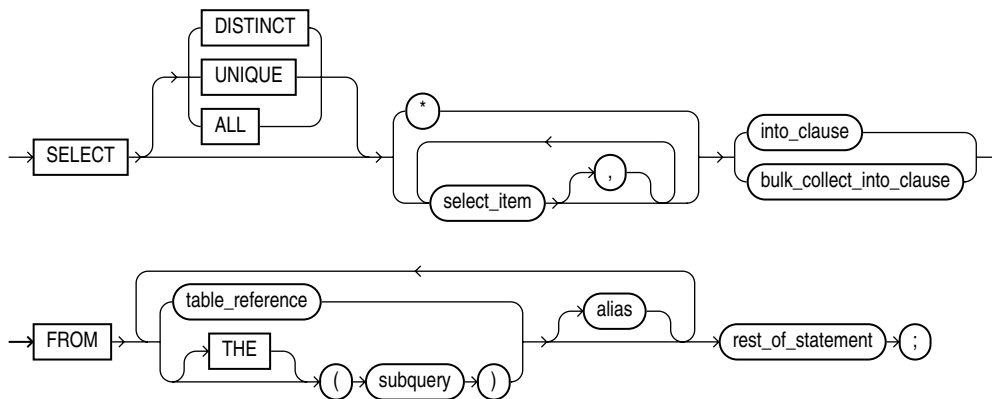 DISTINCT
UNIQUE
ALL
SELECT
*
select_item
,
into_clause
bulk_collect_into_clause
FROM
table_reference
THE
(
subquery
)
alias
rest_of_statement
;